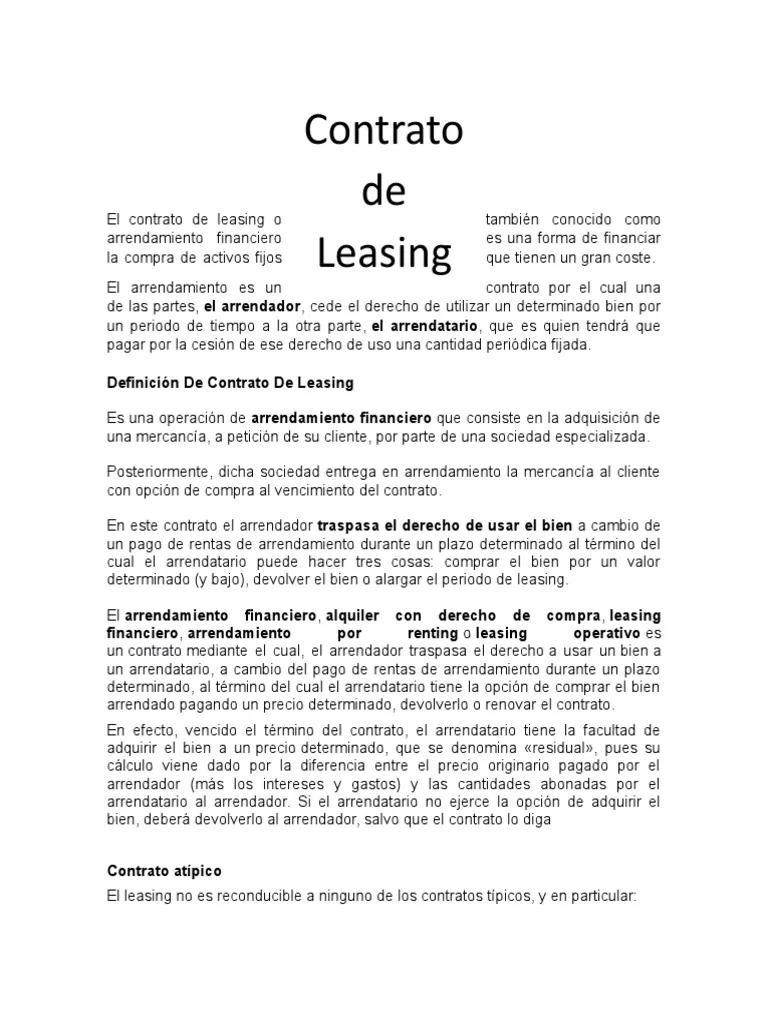 Contrato
de
Leasing
El contrato de leasing o también conocido como
arrendamiento financiero es una forma de financiar
la compra de activos fijos que tienen un gran coste.
El arrendamiento es un contrato por el cual una
de las partes, el arrendador, cede el derecho de utilizar un determinado bien por
un periodo de tiempo a la otra parte, el arrendatario, que es quien tendrá que
pagar por la cesión de ese derecho de uso una cantidad periódica fijada.
Definición De Contrato De Leasing
Es una operación de arrendamiento financiero que consiste en la adquisición de
una mercancía, a petición de su cliente, por parte de una sociedad especializada.
Posteriormente, dicha sociedad entrega en arrendamiento la mercancía al cliente
con opción de compra al vencimiento del contrato.
En este contrato el arrendador traspasa el derecho de usar el bien a cambio de
un pago de rentas de arrendamiento durante un plazo determinado al término del
cual el arrendatario puede hacer tres cosas: comprar el bien por un valor
determinado (y bajo), devolver el bien o alargar el periodo de leasing.
El arrendamiento financiero, alquiler con derecho de compra, leasing
financiero, arrendamiento por renting o leasing operativo es
un contrato mediante el cual, el arrendador traspasa el derecho a usar un bien a
un arrendatario, a cambio del pago de rentas de arrendamiento durante un plazo
determinado, al término del cual el arrendatario tiene la opción de comprar el bien
arrendado pagando un precio determinado, devolverlo o renovar el contrato.
En efecto, vencido el término del contrato, el arrendatario tiene la facultad de
adquirir el bien a un precio determinado, que se denomina «residual», pues su
cálculo viene dado por la diferencia entre el precio originario pagado por el
arrendador (más los intereses y gastos) y las cantidades abonadas por el
arrendatario al arrendador. Si el arrendatario no ejerce la opción de adquirir el
bien, deberá devolverlo al arrendador, salvo que el contrato lo diga
Contrato atípico
El leasing no es reconducible a ninguno de los contratos típicos, y en particular: